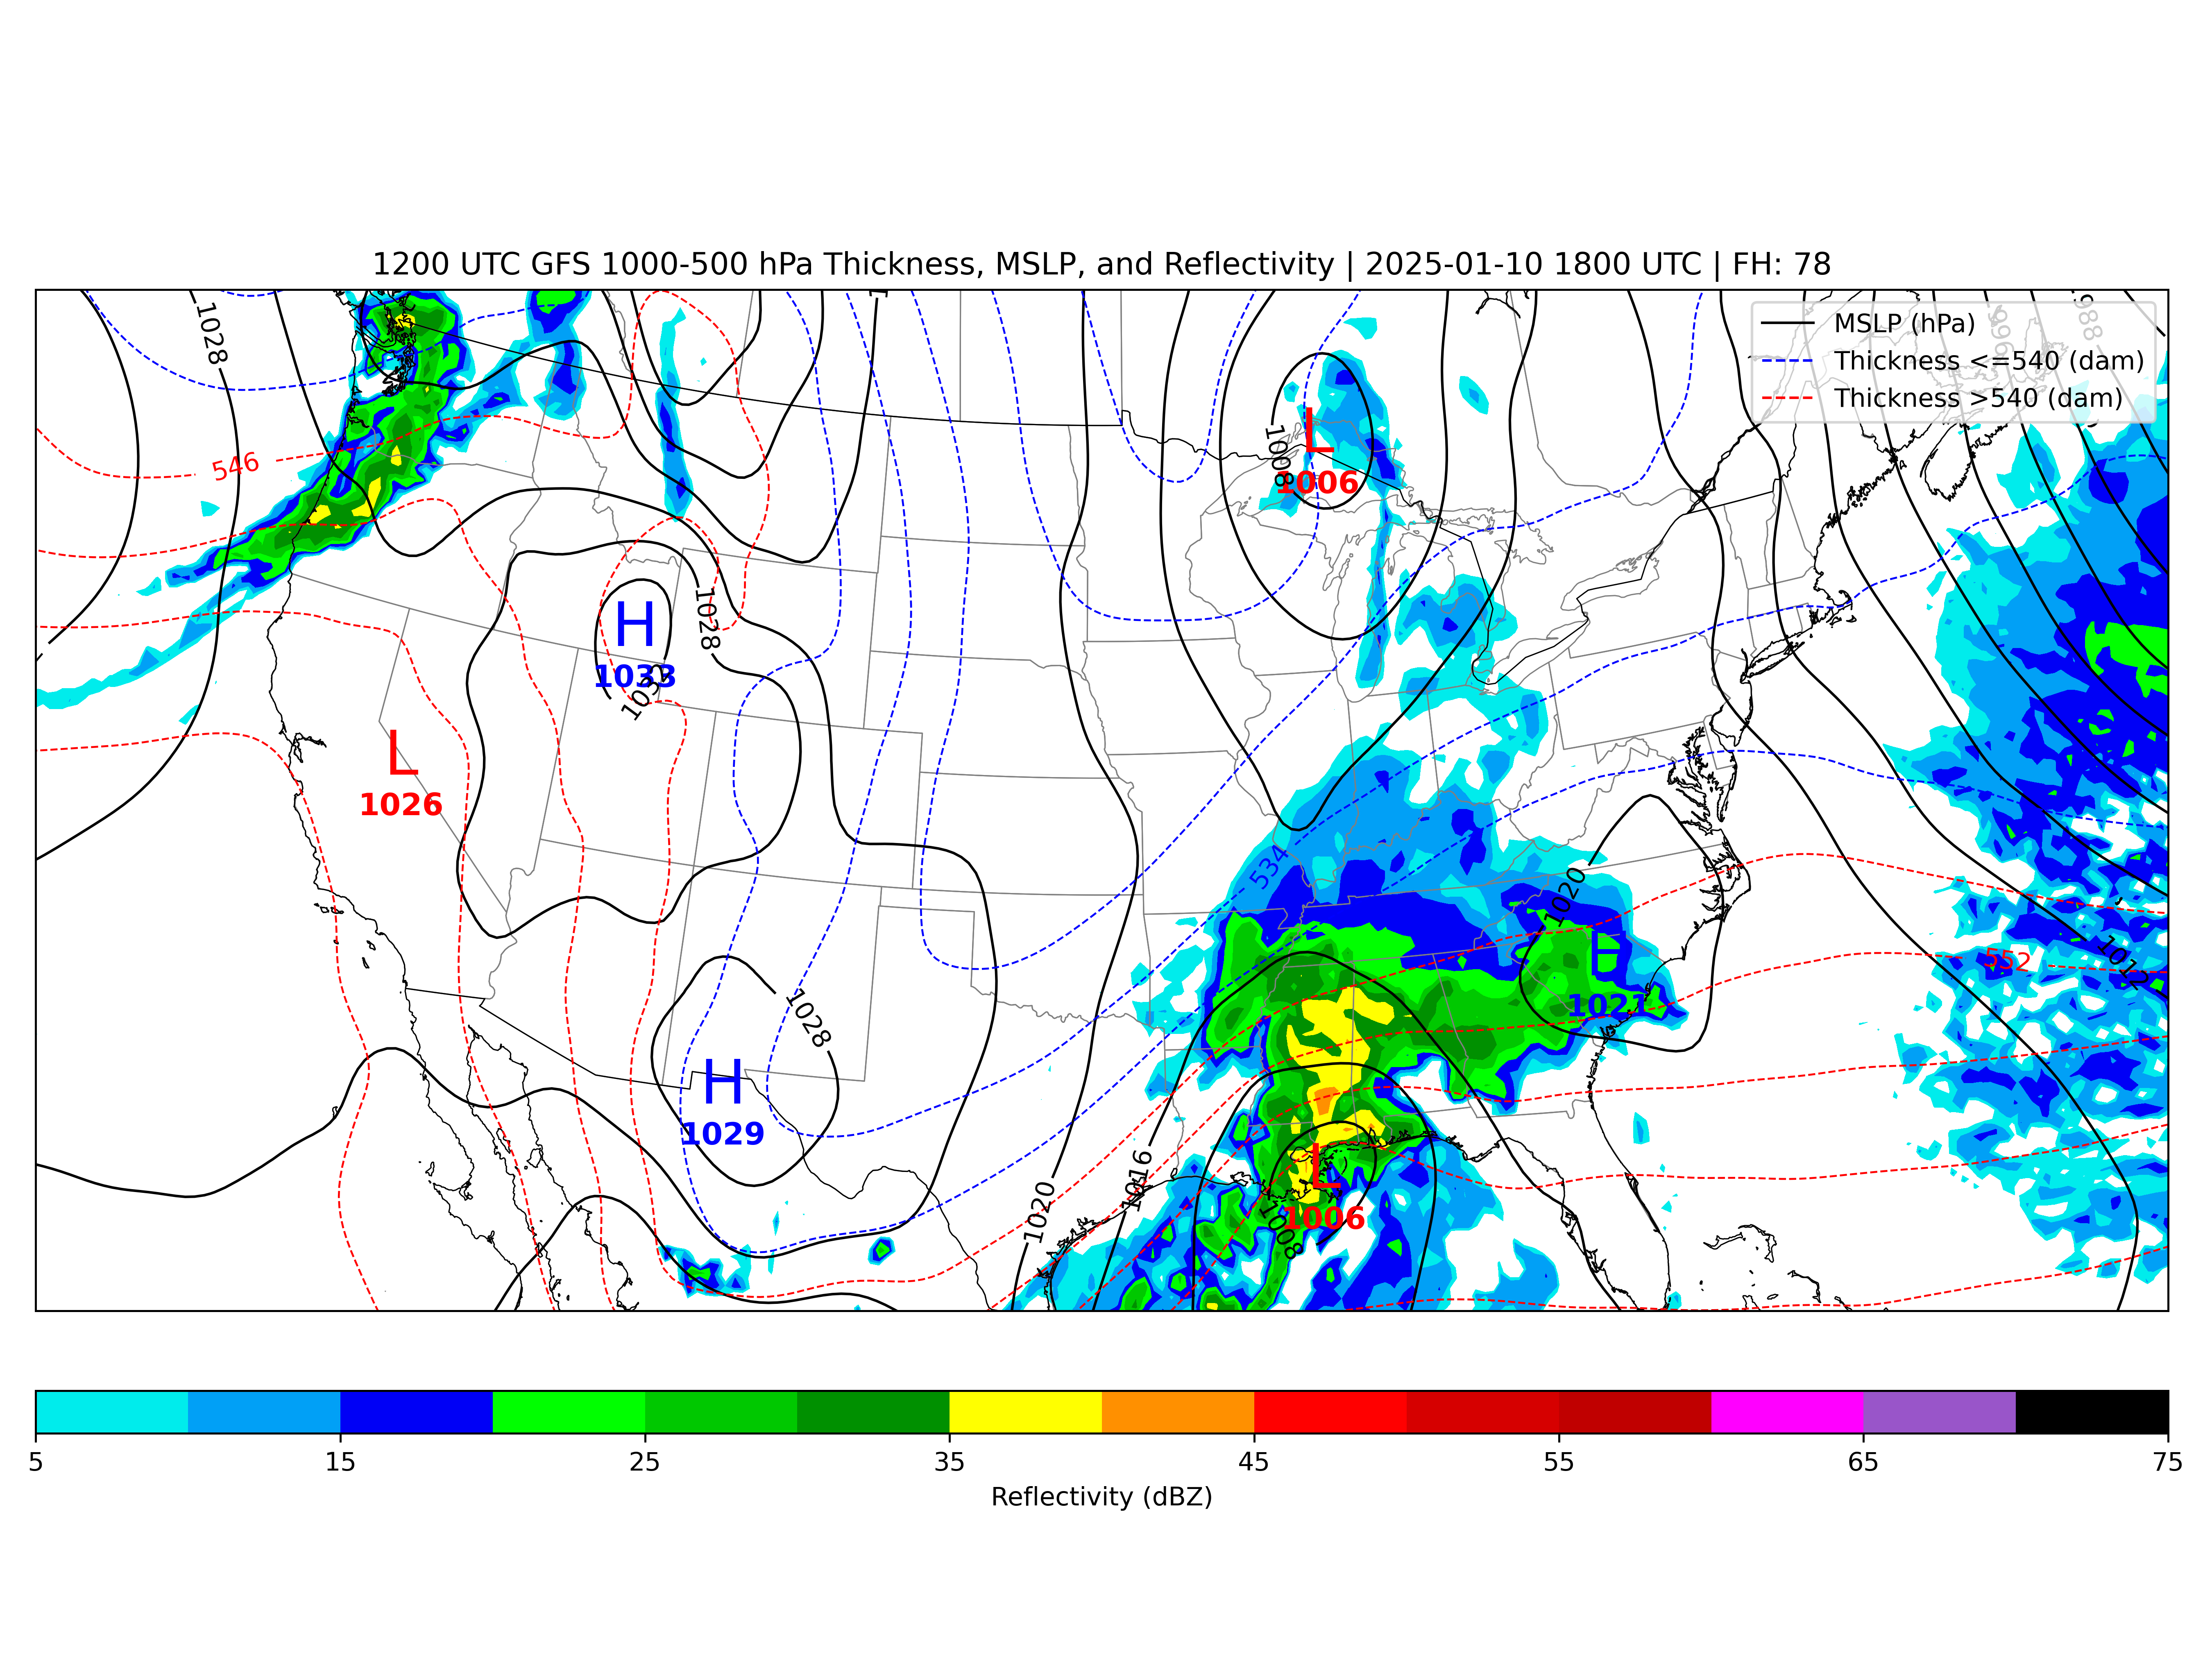 1200 UTC GFS 1000-500 hPa Thickness, MSLP, and Reflectivity | 2025-01-10 1800 UTC | FH: 78
MSLP (hPa)
Thickness <=540 (dam)
Thickness >540 (dam)
1028
996
988
546
1008
L
1006
H
1033
1032
1028
L
1026
534
1020
H
1021
552
1012
1028
H
1029
1016
1020
L
1006
1008
5 15 25 35 45 55 65 75
Reflectivity (dBZ)